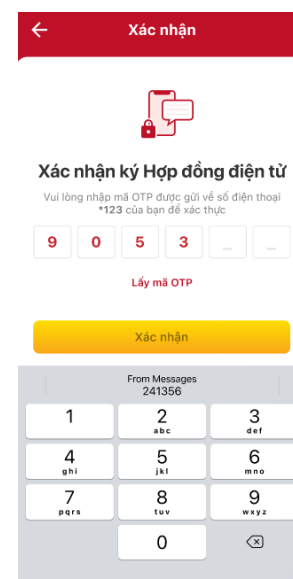 Xác nhận
Xác nhận ký Hợp đồng điện tử
Vui lòng nhập mã OTP được gửi về số điện thoại
*123 của bạn để xác thực
9 0 5 3 _ _
Lấy mã OTP
Xác nhận
From Messages
241356
1 2 3
abc def
4 5 6
ghi jkl mno
7 8 9
pqrs tuv wxyz
0